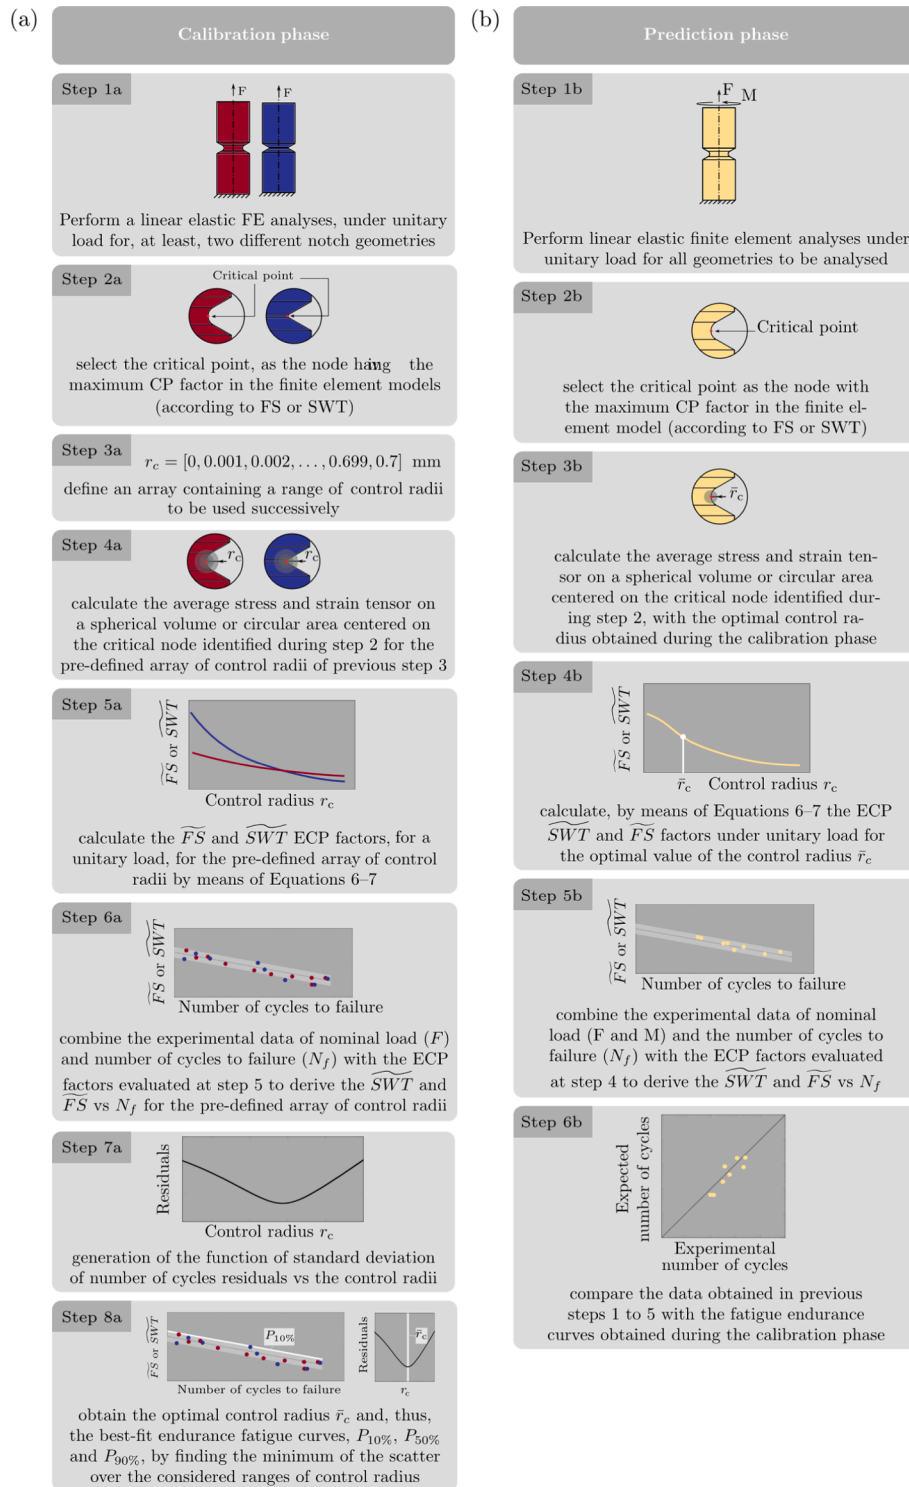 (a)
Calibration phase
Step 1a
F
F
Perform a linear elastic FE analyses, under unitary
load for, at least, two different notch geometries
Step 2a
Critical point
select the critical point, as the node having the
maximum CP factor in the finite element models
(according to FS or SWT)
Step 3a
r_c = [0, 0.001, 0.002, . . . , 0.699, 0.7] mm
define an array containing a range of control radii
to be used successively
Step 4a
r_c
r_c
calculate the average stress and strain tensor on
a spherical volume or circular area centered on
the critical node identified during step 2 for the
pre-defined array of control radii of previous step 3
Step 5a
F̃S or S̃WT
Control radius r_c
calculate the F̃S and S̃WT ECP factors, for a
unitary load, for the pre-defined array of control
radii by means of Equations 6–7
Step 6a
F̃S or S̃WT
Number of cycles to failure
combine the experimental data of nominal load (F)
and number of cycles to failure (N_f) with the ECP
factors evaluated at step 5 to derive the S̃WT and
F̃S vs N_f for the pre-defined array of control radii
Step 7a
Residuals
Control radius r_c
generation of the function of standard deviation
of number of cycles residuals vs the control radii
Step 8a
F̃S or S̃WT
P_10%
Number of cycles to failure
Residuals
r̄_c
r_c
obtain the optimal control radius r̄_c and, thus,
the best-fit endurance fatigue curves, P_10%, P_50%
and P_90%, by finding the minimum of the scatter
over the considered ranges of control radius
(b)
Prediction phase
Step 1b
F
M
Perform linear elastic finite element analyses under
unitary load for all geometries to be analysed
Step 2b
Critical point
select the critical point as the node with
the maximum CP factor in the finite el-
ement model (according to FS or SWT)
Step 3b
r̄_c
calculate the average stress and strain ten-
sor on a spherical volume or circular area
centered on the critical node identified dur-
ing step 2, with the optimal control ra-
dius obtained during the calibration phase
Step 4b
F̃S or S̃WT
r̄_c
Control radius r_c
calculate, by means of Equations 6–7 the ECP
S̃WT and F̃S factors under unitary load for
the optimal value of the control radius r̄_c
Step 5b
F̃S or S̃WT
Number of cycles to failure
combine the experimental data of nominal
load (F and M) and the number of cycles to
failure (N_f) with the ECP factors evaluated
at step 4 to derive the S̃WT and F̃S vs N_f
Step 6b
Expected
number of cycles
Experimental
number of cycles
compare the data obtained in previous
steps 1 to 5 with the fatigue endurance
curves obtained during the calibration phase